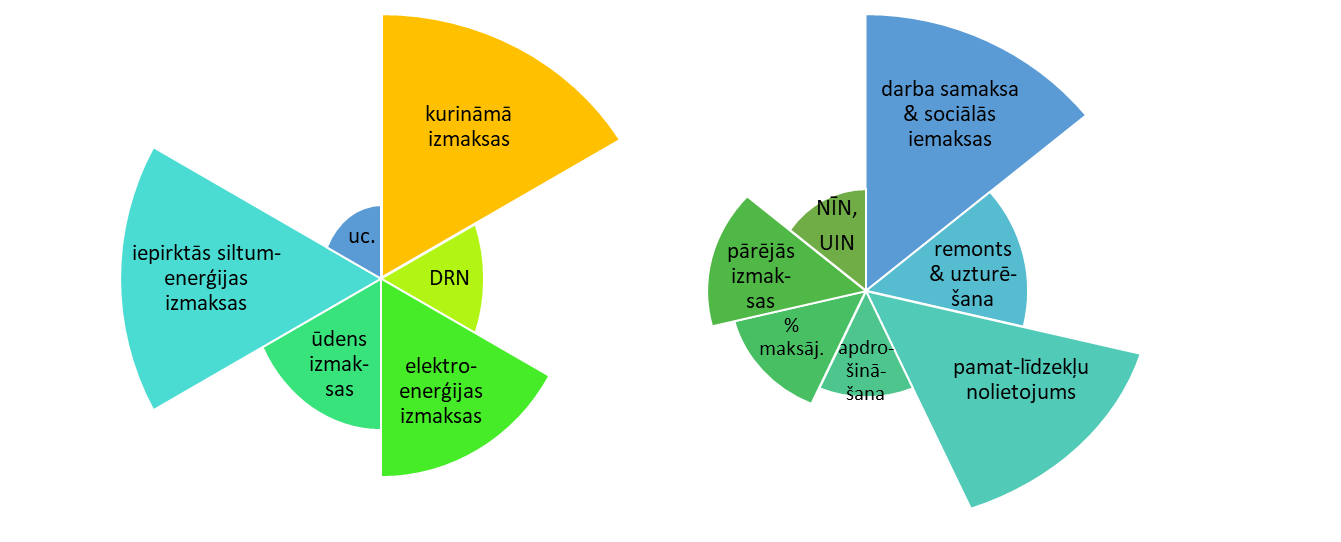 kurināmā
izmaksas
DRN
elektro-
enerģijas
izmaksas
ūdens
izmak-
sas
iepirktās siltum-
enerģijas
izmaksas
uc.
darba samaksa
& sociālās
iemaksas
remonts
& uzturē-
šana
pamat-līdzekļu
nolietojums
apdro-
šinā-
šana
%
maksāj.
pārējās
izmak-
sas
NĪN,
UIN